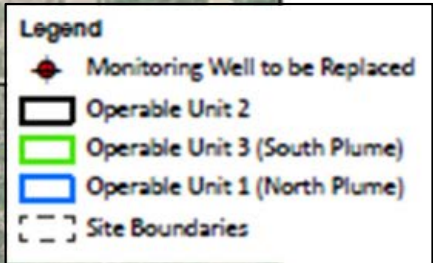 Legend
Monitoring Well to be Replaced
Operable Unit 2
Operable Unit 3 (South Plume)
Operable Unit 1 (North Plume)
Site Boundaries